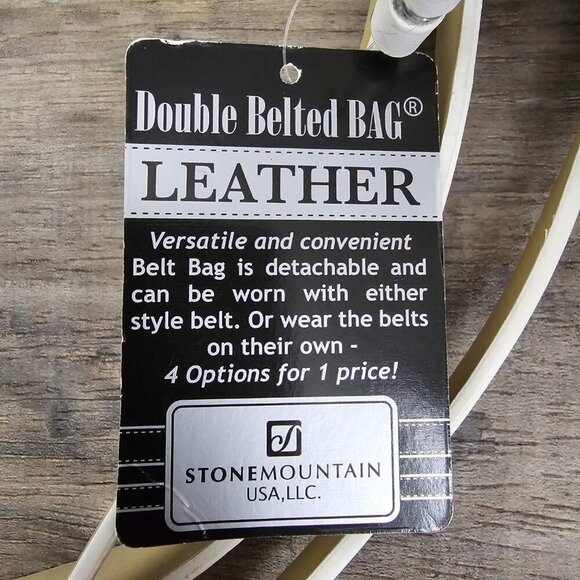 Double Belted BAG®
LEATHER
Versatile and convenient
Belt Bag is detachable and
can be worn with either
style belt. Or wear the belts
on their own -
4 Options for 1 price!
STONEMOUNTAIN
USA,LLC.